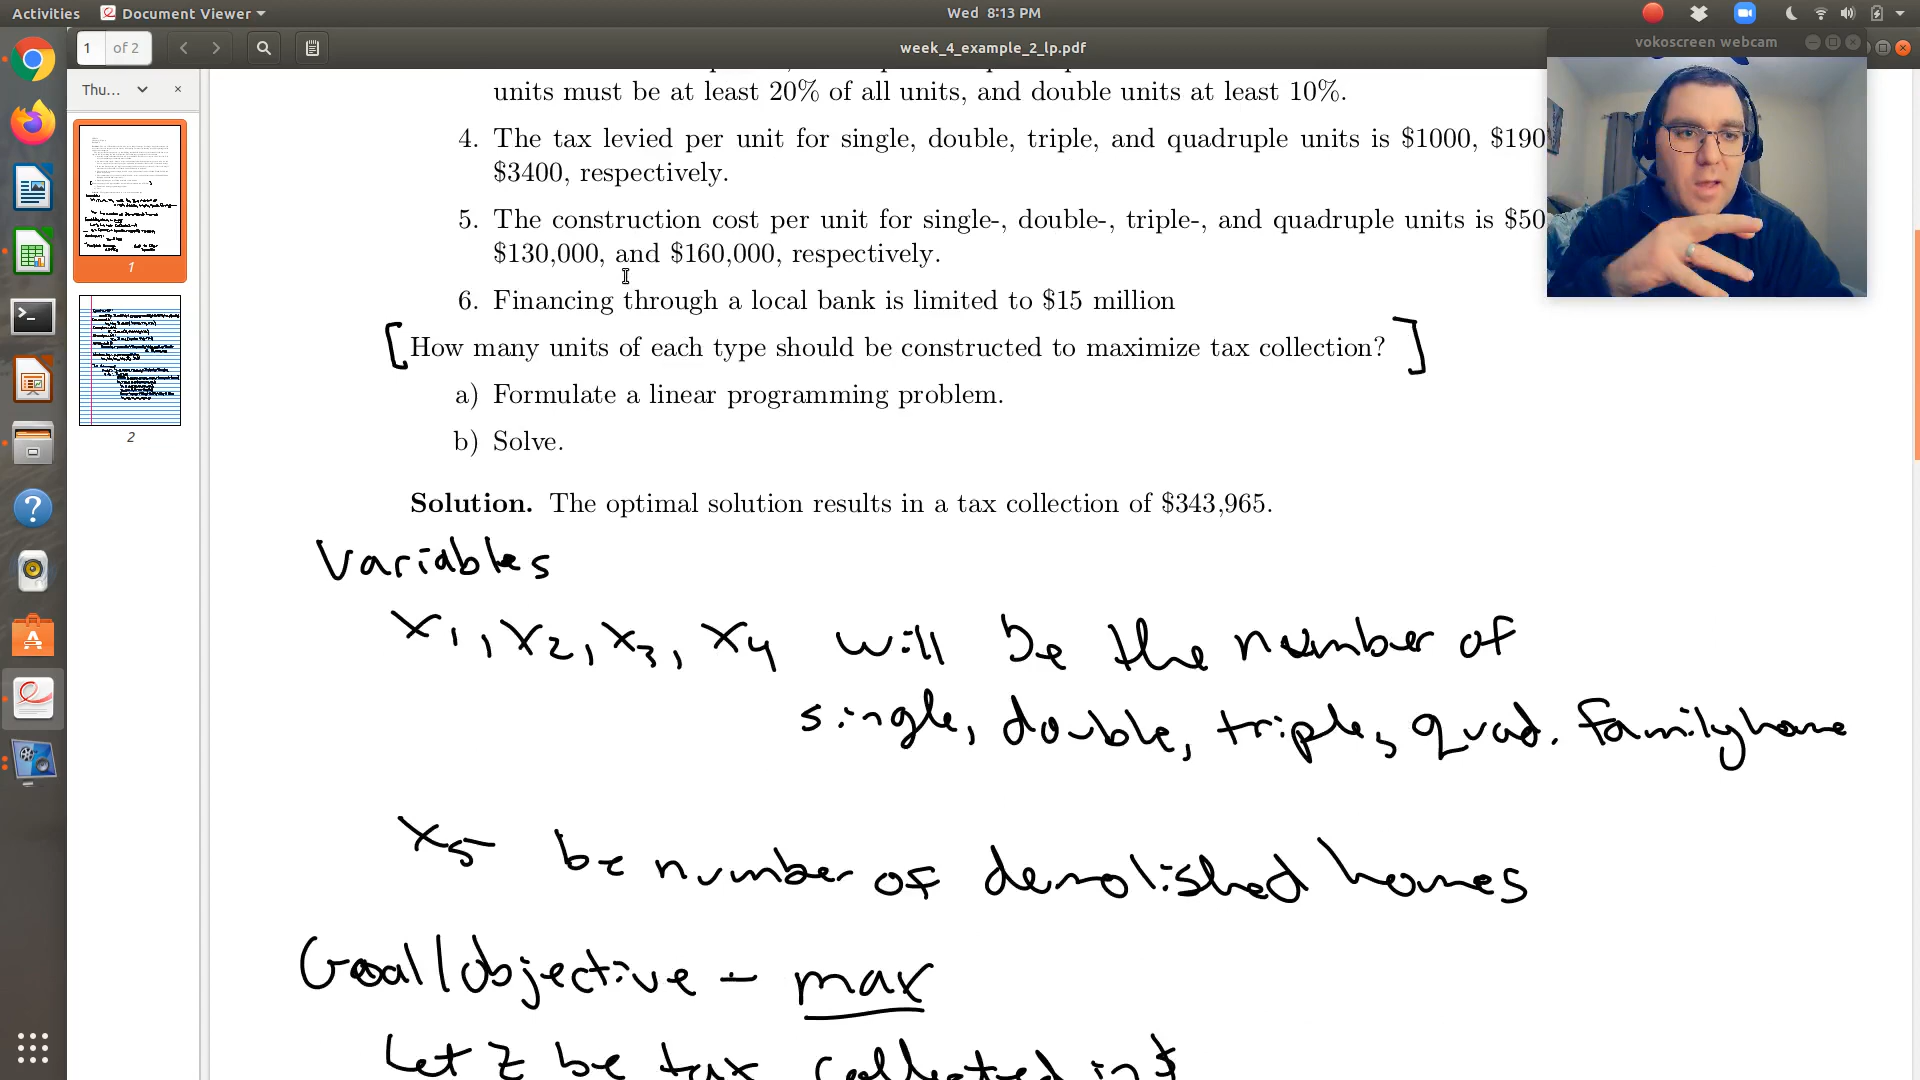 Activities
Document Viewer
Wed 8:13 PM
1 of 2
week_4_example_2_lp.pdf
vokoscreen webcam
Thu...
1
2
units must be at least 20% of all units, and double units at least 10%.
4. The tax levied per unit for single, double, triple, and quadruple units is $1000, $190
$3400, respectively.
5. The construction cost per unit for single-, double-, triple-, and quadruple units is $50
$130,000, and $160,000, respectively.
6. Financing through a local bank is limited to $15 million
[How many units of each type should be constructed to maximize tax collection?]
a) Formulate a linear programming problem.
b) Solve.
Solution. The optimal solution results in a tax collection of $343,965.
Variables
x1, x2, x3, x4 will be the number of
single, double, triple, quad. family home
x5 be number of demolished homes
Goal/Objective - max
Let z be tax collected in $